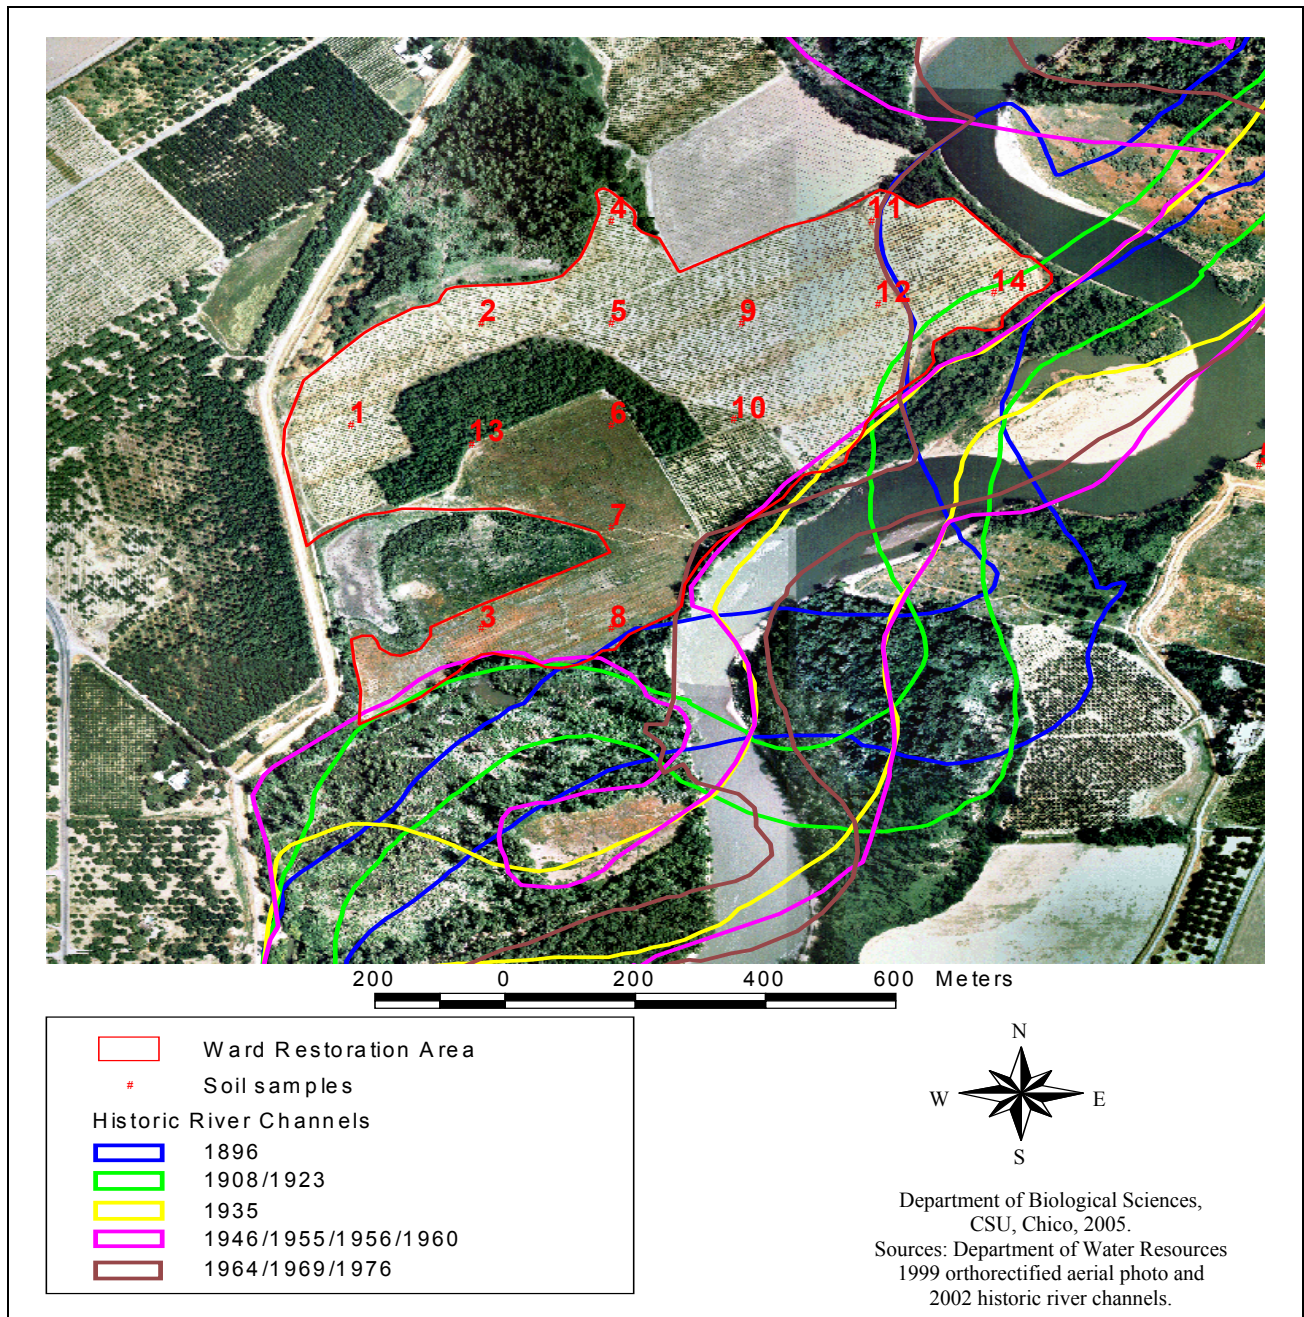 4
11
12
14
2
5
9
1
13
6
10
7
3
8
200 0 200 400 600 Meters
Ward Restoration Area
# Soil samples
Historic River Channels
1896
1908/1923
1935
1946/1955/1956/1960
1964/1969/1976
N
W E
S
Department of Biological Sciences,
CSU, Chico, 2005.
Sources: Department of Water Resources
1999 orthorectified aerial photo and
2002 historic river channels.